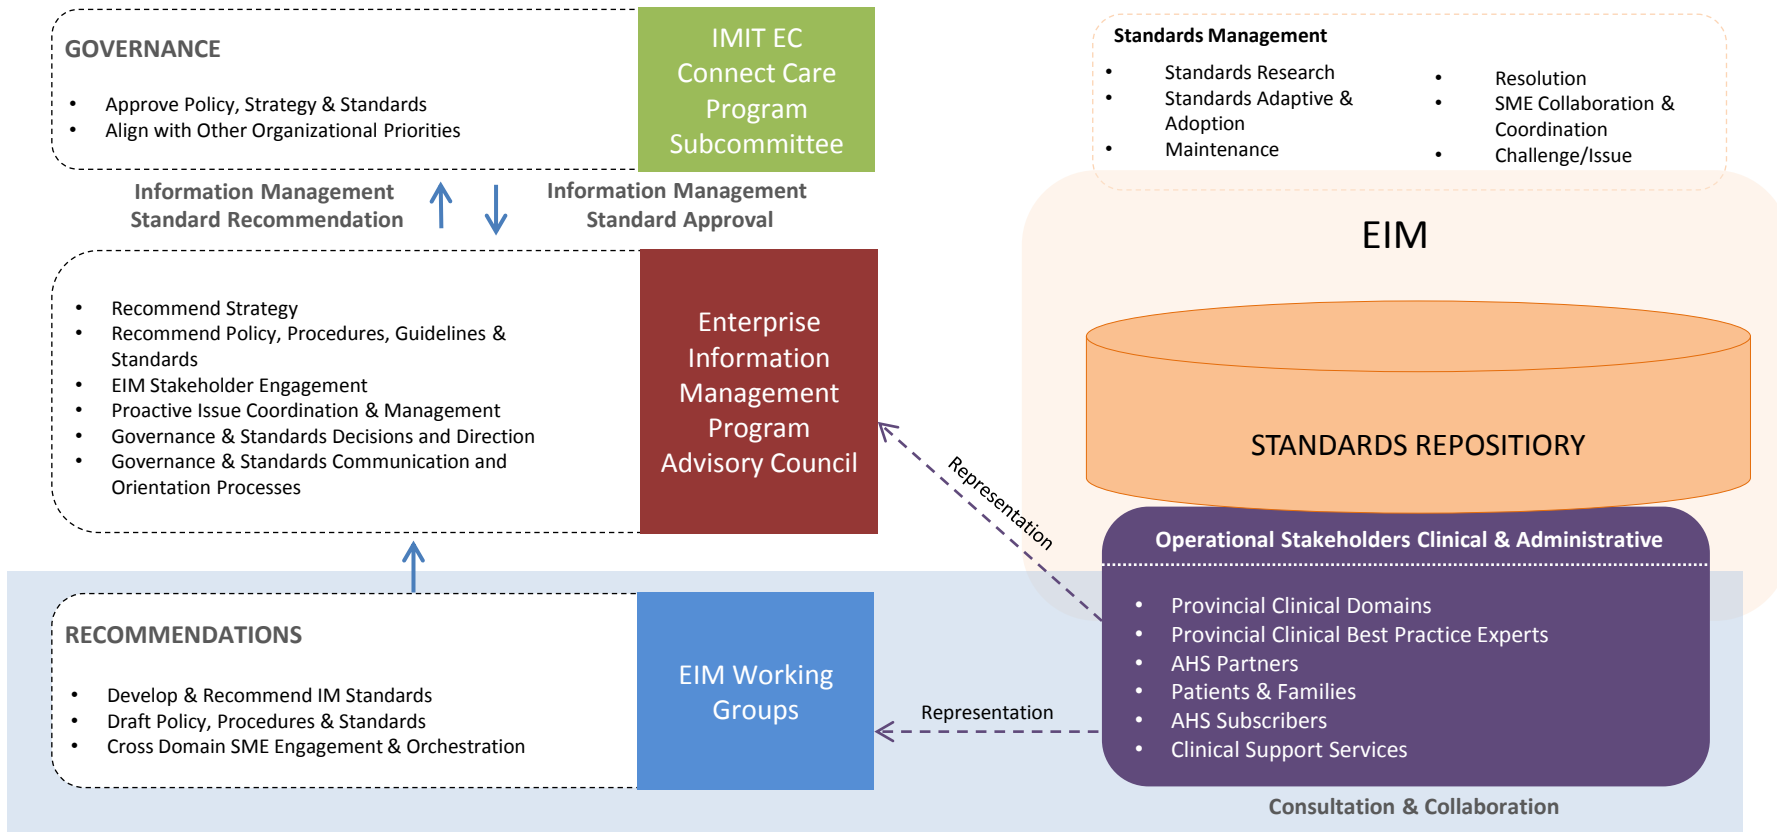 GOVERNANCE
• Approve Policy, Strategy & Standards
• Align with Other Organizational Priorities
IMIT EC
Connect Care
Program
Subcommittee
Information Management
Standard Recommendation
Information Management
Standard Approval
• Recommend Strategy
• Recommend Policy, Procedures, Guidelines &
Standards
• EIM Stakeholder Engagement
• Proactive Issue Coordination & Management
• Governance & Standards Decisions and Direction
• Governance & Standards Communication and
Orientation Processes
Enterprise
Information
Management
Program
Advisory Council
RECOMMENDATIONS
• Develop & Recommend IM Standards
• Draft Policy, Procedures & Standards
• Cross Domain SME Engagement & Orchestration
EIM Working
Groups
Representation
Representation
Standards Management
• Standards Research
• Standards Adaptive &
Adoption
• Maintenance
• Resolution
• SME Collaboration &
Coordination
• Challenge/Issue
EIM
STANDARDS REPOSITIORY
Operational Stakeholders Clinical & Administrative
• Provincial Clinical Domains
• Provincial Clinical Best Practice Experts
• AHS Partners
• Patients & Families
• AHS Subscribers
• Clinical Support Services
Consultation & Collaboration